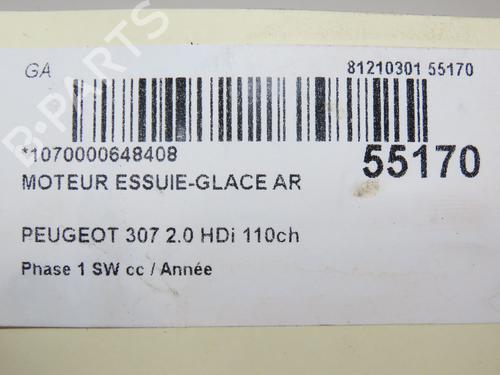 GA
81210301 55170
*1070000648408
55170
MOTEUR ESSUIE-GLACE AR
PEUGEOT 307 2.0 HDi 110ch
Phase 1 SW cc / Année
B-PARTS